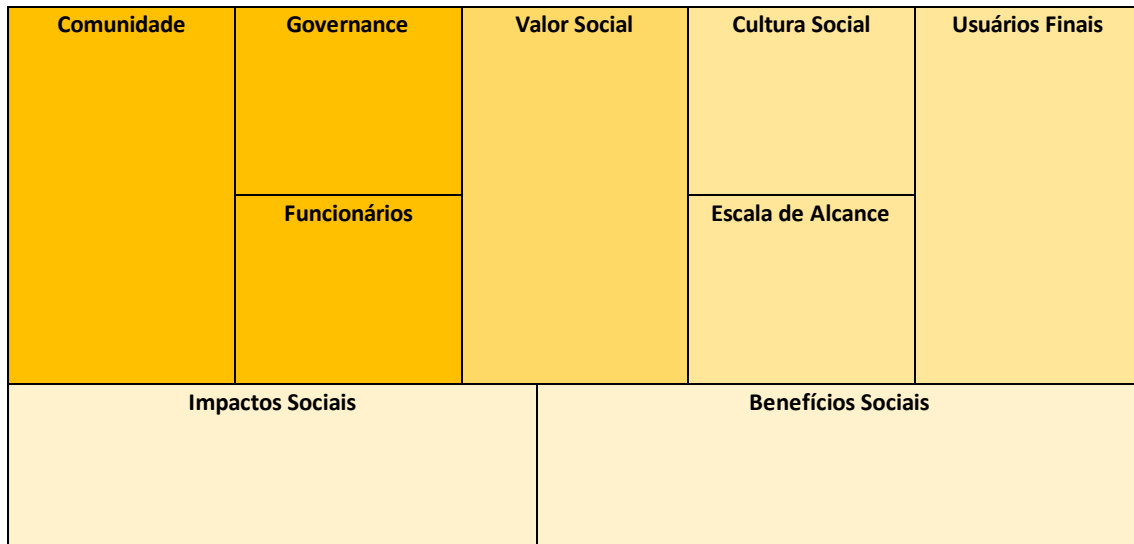 Comunidade
Governance
Valor Social
Cultura Social
Usuários Finais
Funcionários
Escala de Alcance
Impactos Sociais
Benefícios Sociais